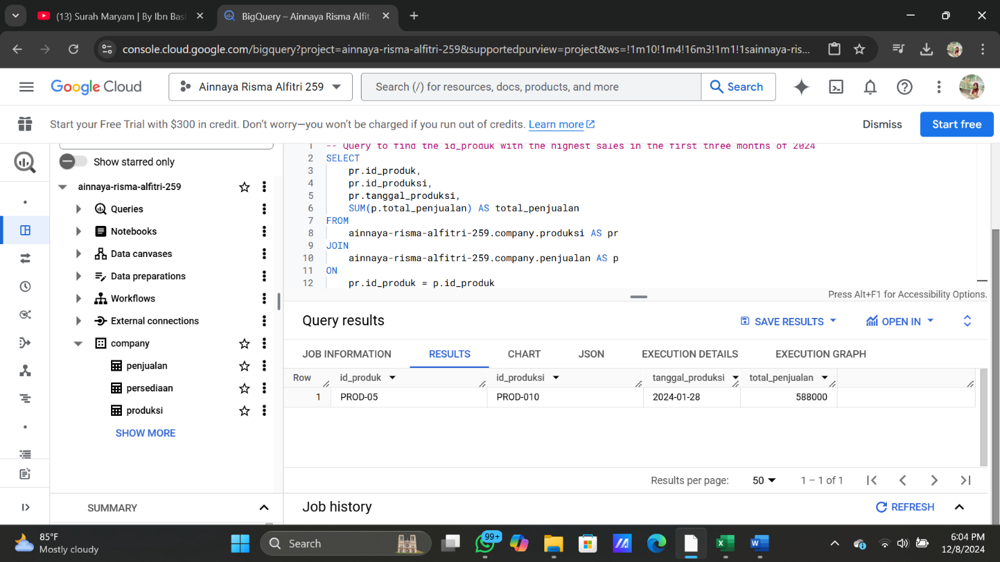 (13) Surah Maryam | By Ibn Bas
BigQuery – Ainnaya Risma Alfit
console.cloud.google.com/bigquery?project=ainnaya-risma-alfitri-259&supportedpurview=project&ws=!1m10!1m4!16m3!1m1!1sainnaya-ris...
Google Cloud
Ainnaya Risma Alfitri 259
Search (/) for resources, docs, products, and more
Search
Start your Free Trial with $300 in credit. Don’t worry—you won’t be charged if you run out of credits. Learn more
Dismiss
Start free
Show starred only
ainnaya-risma-alfitri-259
Queries
Notebooks
Data canvases
Data preparations
Workflows
External connections
company
penjualan
persediaan
produksi
SHOW MORE
SUMMARY
1 -- Query to find the id_produk with the highest sales in the first three months of 2024
2 SELECT
3 pr.id_produk,
4 pr.id_produksi,
5 pr.tanggal_produksi,
6 SUM(p.total_penjualan) AS total_penjualan
7 FROM
8 ainnaya-risma-alfitri-259.company.produksi AS pr
9 JOIN
10 ainnaya-risma-alfitri-259.company.penjualan AS p
11 ON
12 pr.id_produk = p.id_produk
Press Alt+F1 for Accessibility Options.
Query results
SAVE RESULTS
OPEN IN
JOB INFORMATION RESULTS CHART JSON EXECUTION DETAILS EXECUTION GRAPH
Row id_produk id_produksi tanggal_produksi total_penjualan
1 PROD-05 PROD-010 2024-01-28 588000
Results per page: 50 1 – 1 of 1
Job history
REFRESH
85°F
Mostly cloudy
Search
99+
6:04 PM
12/8/2024